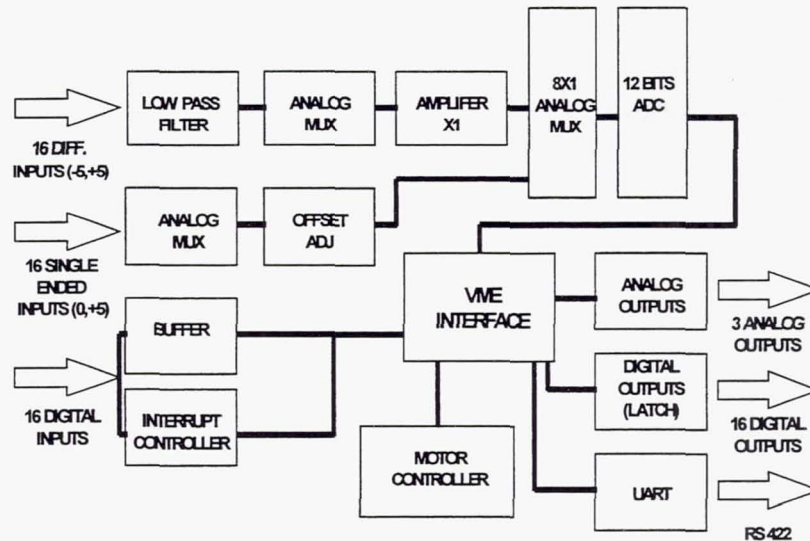 LOW PASS
FILTER
ANALOG
MUX
AMPLIFER
X1
8X1
ANALOG
MUX
12 BITS
ADC
16 DIFF.
INPUTS (-5,+5)
ANALOG
MUX
OFFSET
ADJ
16 SINGLE
ENDED
INPUTS (0,+5)
VME
INTERFACE
ANALOG
OUTPUTS
3 ANALOG
OUTPUTS
BUFFER
16 DIGITAL
INPUTS
INTERRUPT
CONTROLLER
DIGITAL
OUTPUTS
(LATCH)
16 DIGITAL
OUTPUTS
MOTOR
CONTROLLER
UART
RS 422